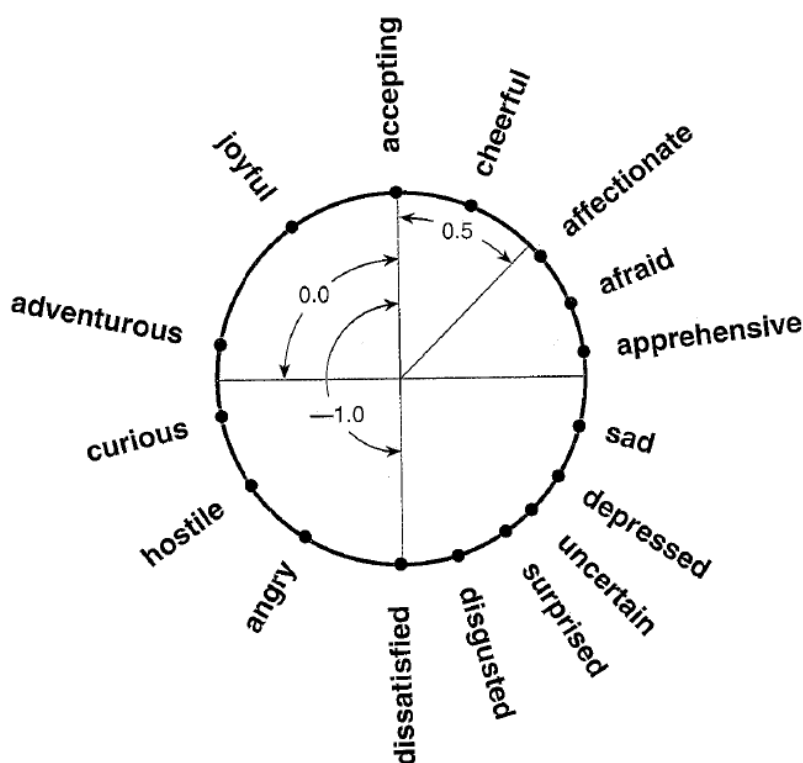 accepting
cheerful
joyful
affectionate
0.5
afraid
0.0
adventurous
apprehensive
—1.0
curious
sad
hostile
depressed
angry
uncertain
surprised
disgusted
dissatisfied